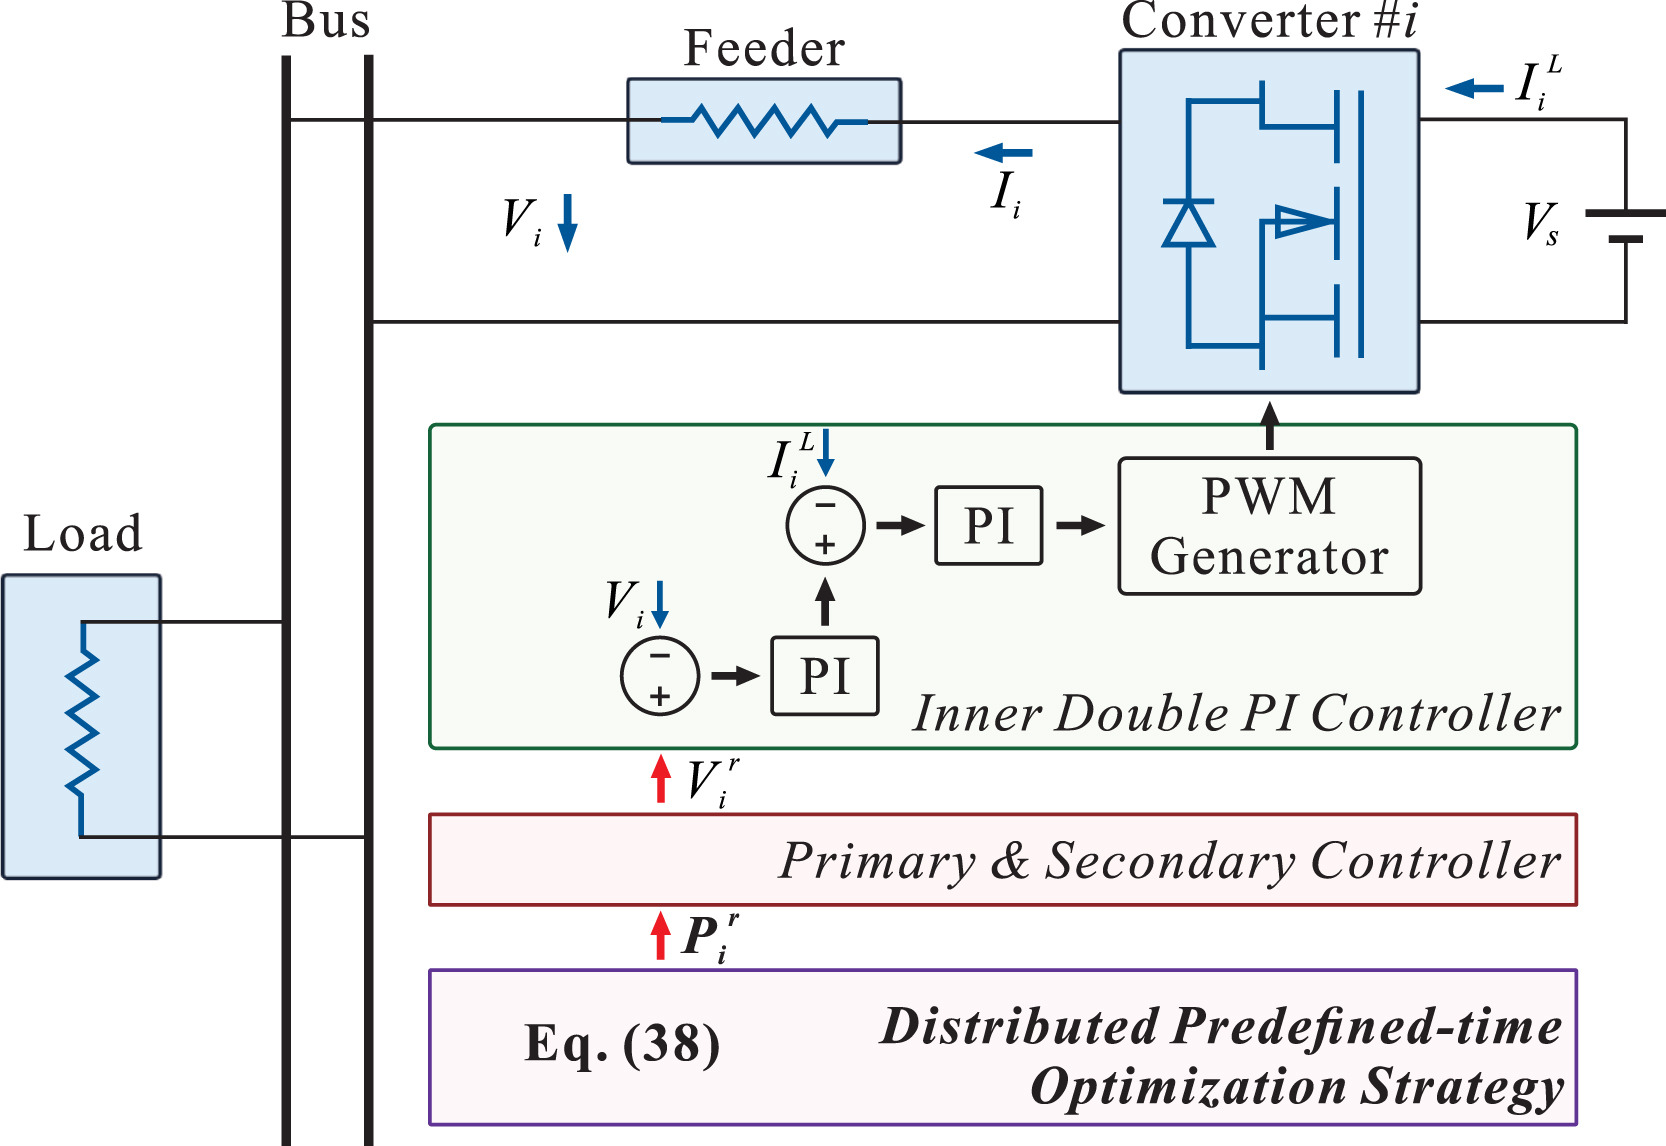 Bus
Feeder
Converter #i
I_i^L
I_i
V_i
V_s
I_i^L
−
+
PI
PWM
Generator
Load
V_i
−
+
PI
Inner Double PI Controller
V_i^r
Primary & Secondary Controller
P_i^r
Eq. (38)
Distributed Predefined-time
Optimization Strategy